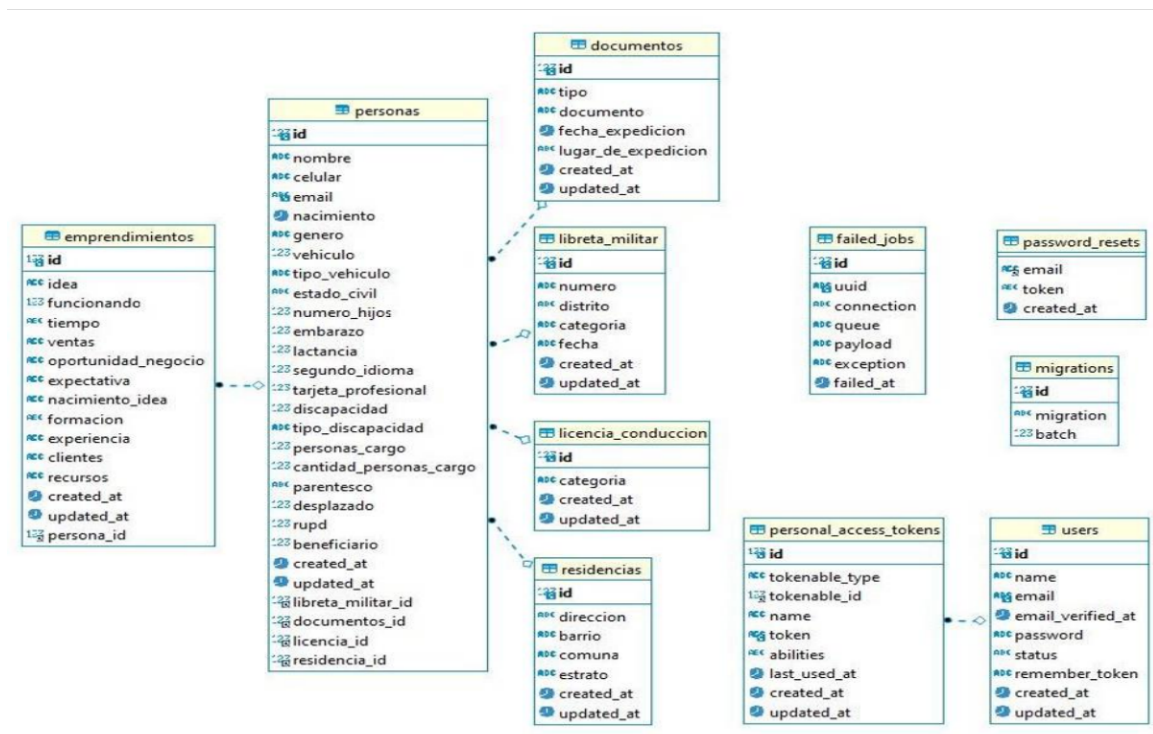 emprendimientos
id
idea
funcionando
tiempo
ventas
oportunidad_negocio
expectativa
nacimiento_idea
formacion
experiencia
clientes
recursos
created_at
updated_at
persona_id
personas
id
nombre
celular
email
nacimiento
genero
vehiculo
tipo_vehiculo
estado_civil
numero_hijos
embarazo
lactancia
segundo_idioma
tarjeta_profesional
discapacidad
tipo_discapacidad
personas_cargo
cantidad_personas_cargo
parentesco
desplazado
rupd
beneficiario
created_at
updated_at
libreta_militar_id
documentos_id
licencia_id
residencia_id
documentos
id
tipo
documento
fecha_expedicion
lugar_de_expedicion
created_at
updated_at
libreta_militar
id
numero
distrito
categoria
fecha
created_at
updated_at
licencia_conduccion
id
categoria
created_at
updated_at
residencias
id
direccion
barrio
comuna
estrato
created_at
updated_at
failed_jobs
id
uuid
connection
queue
payload
exception
failed_at
password_resets
email
token
created_at
migrations
id
migration
batch
personal_access_tokens
id
tokenable_type
tokenable_id
name
token
abilities
last_used_at
created_at
updated_at
users
id
name
email
email_verified_at
password
status
remember_token
created_at
updated_at